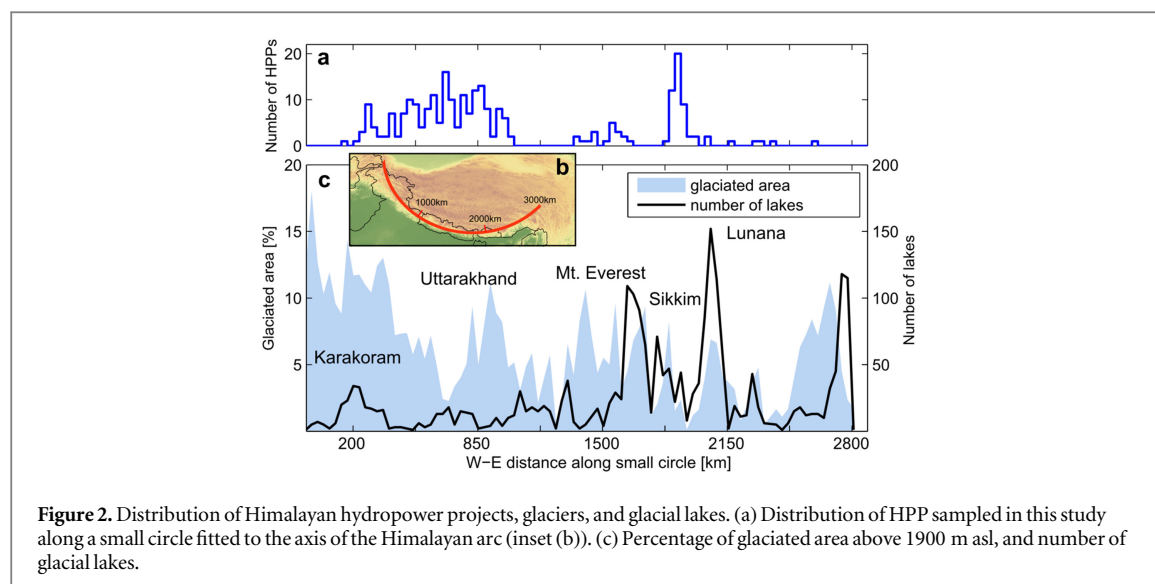 a
Number of HPPs
20
10
0
b
1000km
2000km
3000km
c
Glaciated area [%]
20
15
10
5
glaciated area
number of lakes
Number of lakes
200
150
100
50
Karakoram
Uttarakhand
Mt. Everest
Sikkim
Lunana
200 850 1500 2150 2800
W−E distance along small circle [km]
Figure 2. Distribution of Himalayan hydropower projects, glaciers, and glacial lakes. (a) Distribution of HPP sampled in this study
along a small circle fitted to the axis of the Himalayan arc (inset (b)). (c) Percentage of glaciated area above 1900 m asl, and number of
glacial lakes.